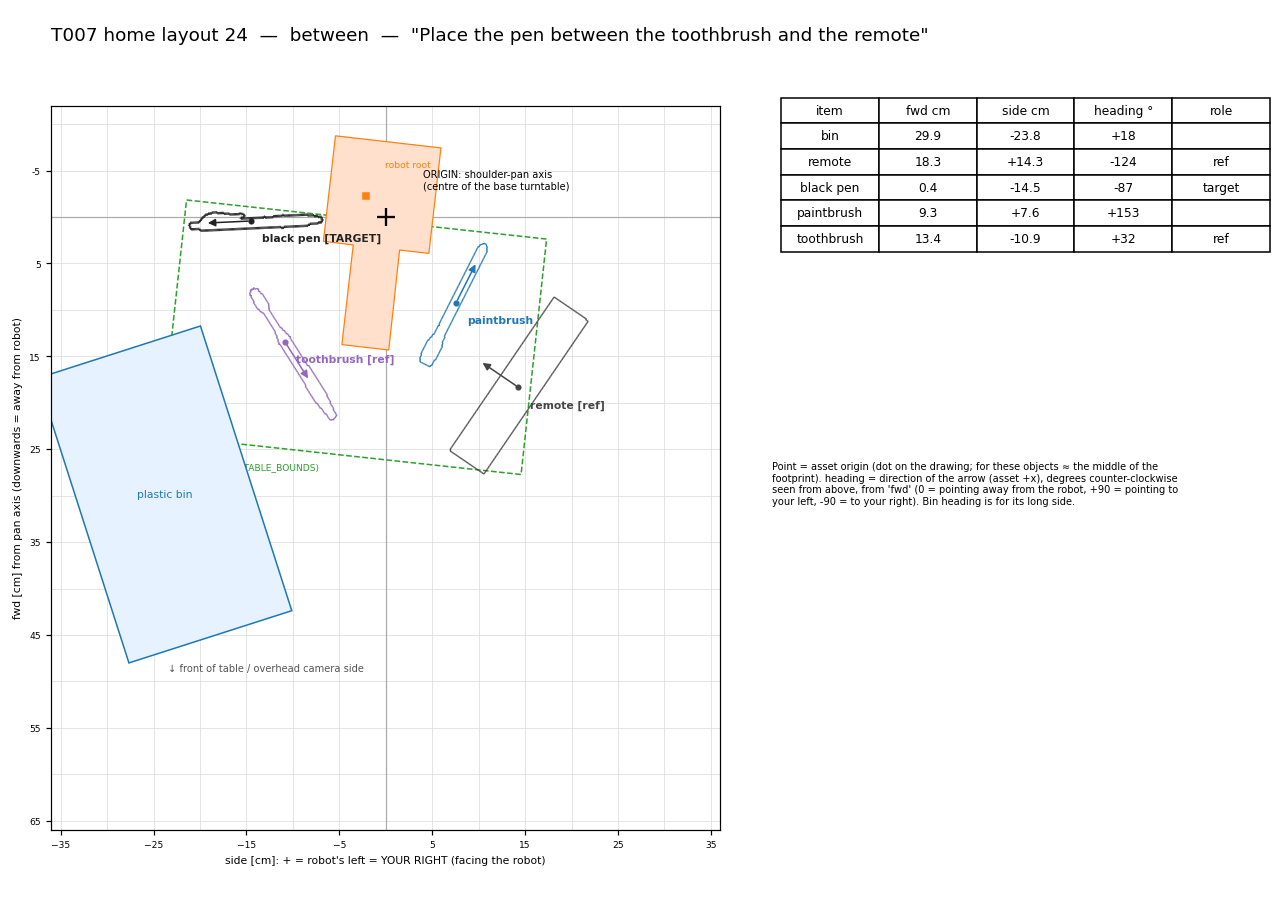 T007 home layout 24 — between — "Place the pen between the toothbrush and the remote"
item fwd cm side cm heading ° role
bin 29.9 -23.8 +18
remote 18.3 +14.3 -124 ref
black pen 0.4 -14.5 -87 target
paintbrush 9.3 +7.6 +153
toothbrush 13.4 -10.9 +32 ref
robot root
ORIGIN: shoulder-pan axis
(centre of the base turntable)
black pen [TARGET]
paintbrush
toothbrush [ref]
remote [ref]
TABLE_BOUNDS)
plastic bin
↓ front of table / overhead camera side
-5
5
15
25
35
45
55
65
fwd [cm] from pan axis (downwards = away from robot)
−35 −25 −15 −5 5 15 25 35
side [cm]: + = robot's left = YOUR RIGHT (facing the robot)
Point = asset origin (dot on the drawing; for these objects ≈ the middle of the
footprint). heading = direction of the arrow (asset +x), degrees counter-clockwise
seen from above, from 'fwd' (0 = pointing away from the robot, +90 = pointing to
your left, -90 = to your right). Bin heading is for its long side.